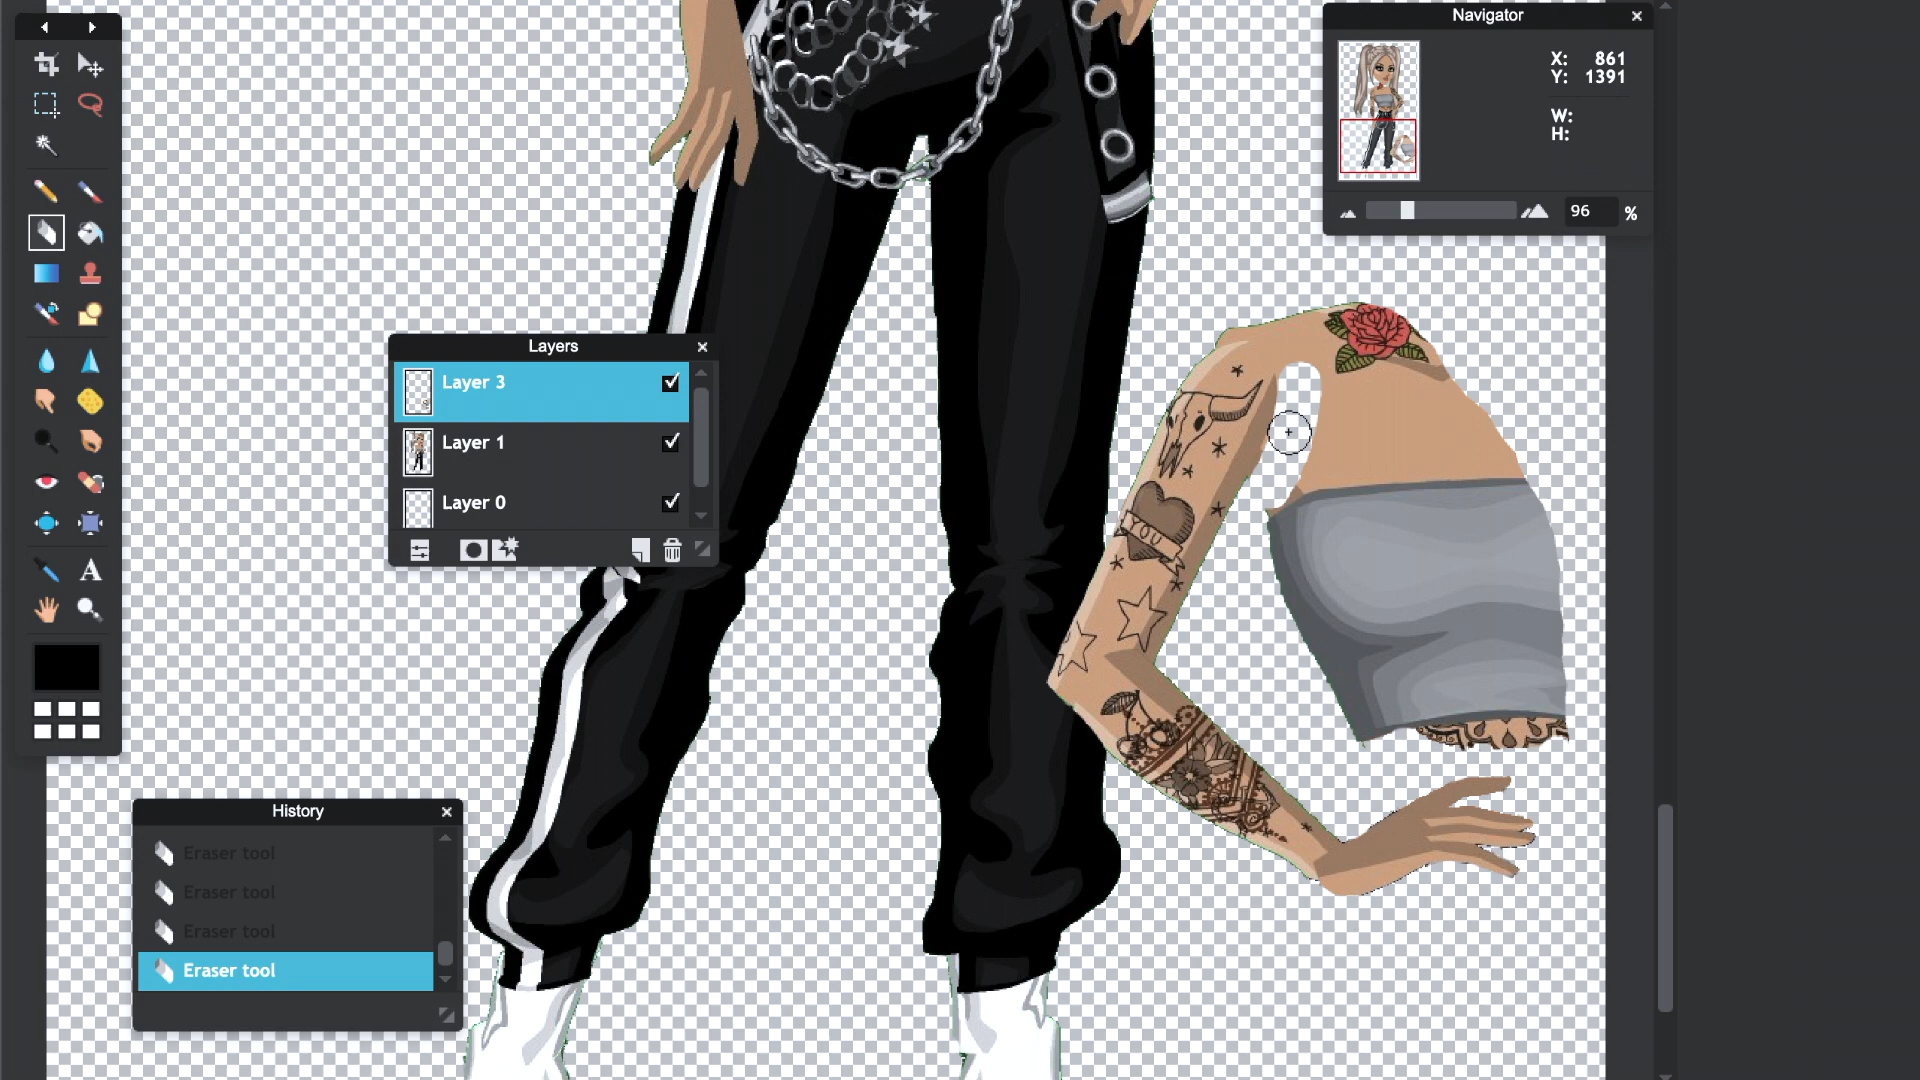 Navigator
X: 861
Y: 1391
W:
H:
96 %
Layers
Layer 3
Layer 1
Layer 0
YOU
A
History
Eraser tool
Eraser tool
Eraser tool
Eraser tool